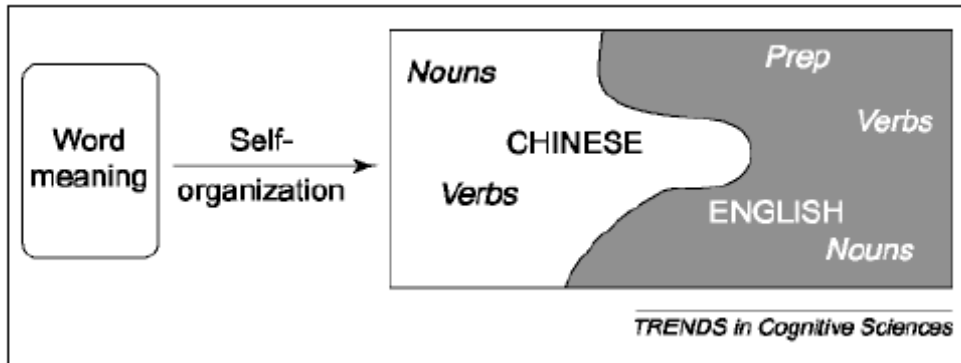 Word
meaning
Self-
organization
Nouns
CHINESE
Verbs
Prep
Verbs
ENGLISH
Nouns
TRENDS in Cognitive Sciences